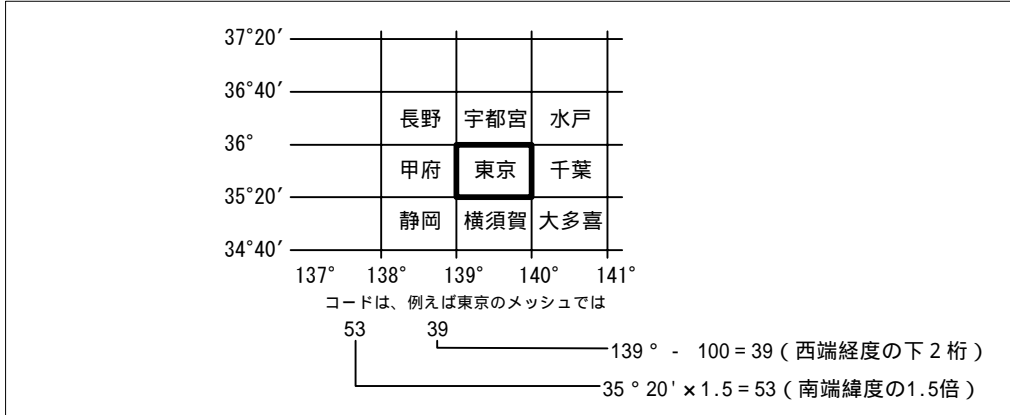 37°20′
36°40′
長野 宇都宮 水戸
36°
甲府 東京 千葉
35°20′
静岡 横須賀 大多喜
34°40′
137° 138° 139° 140° 141°
コードは、例えば東京のメッシュでは
53 39
139° - 100=39(西端経度の下2桁)
35°20'×1.5=53(南端緯度の1.5倍)